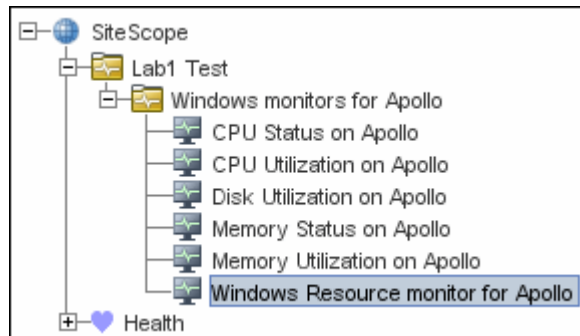 SiteScope
Lab1 Test
Windows monitors for Apollo
CPU Status on Apollo
CPU Utilization on Apollo
Disk Utilization on Apollo
Memory Status on Apollo
Memory Utilization on Apollo
Windows Resource monitor for Apollo
Health